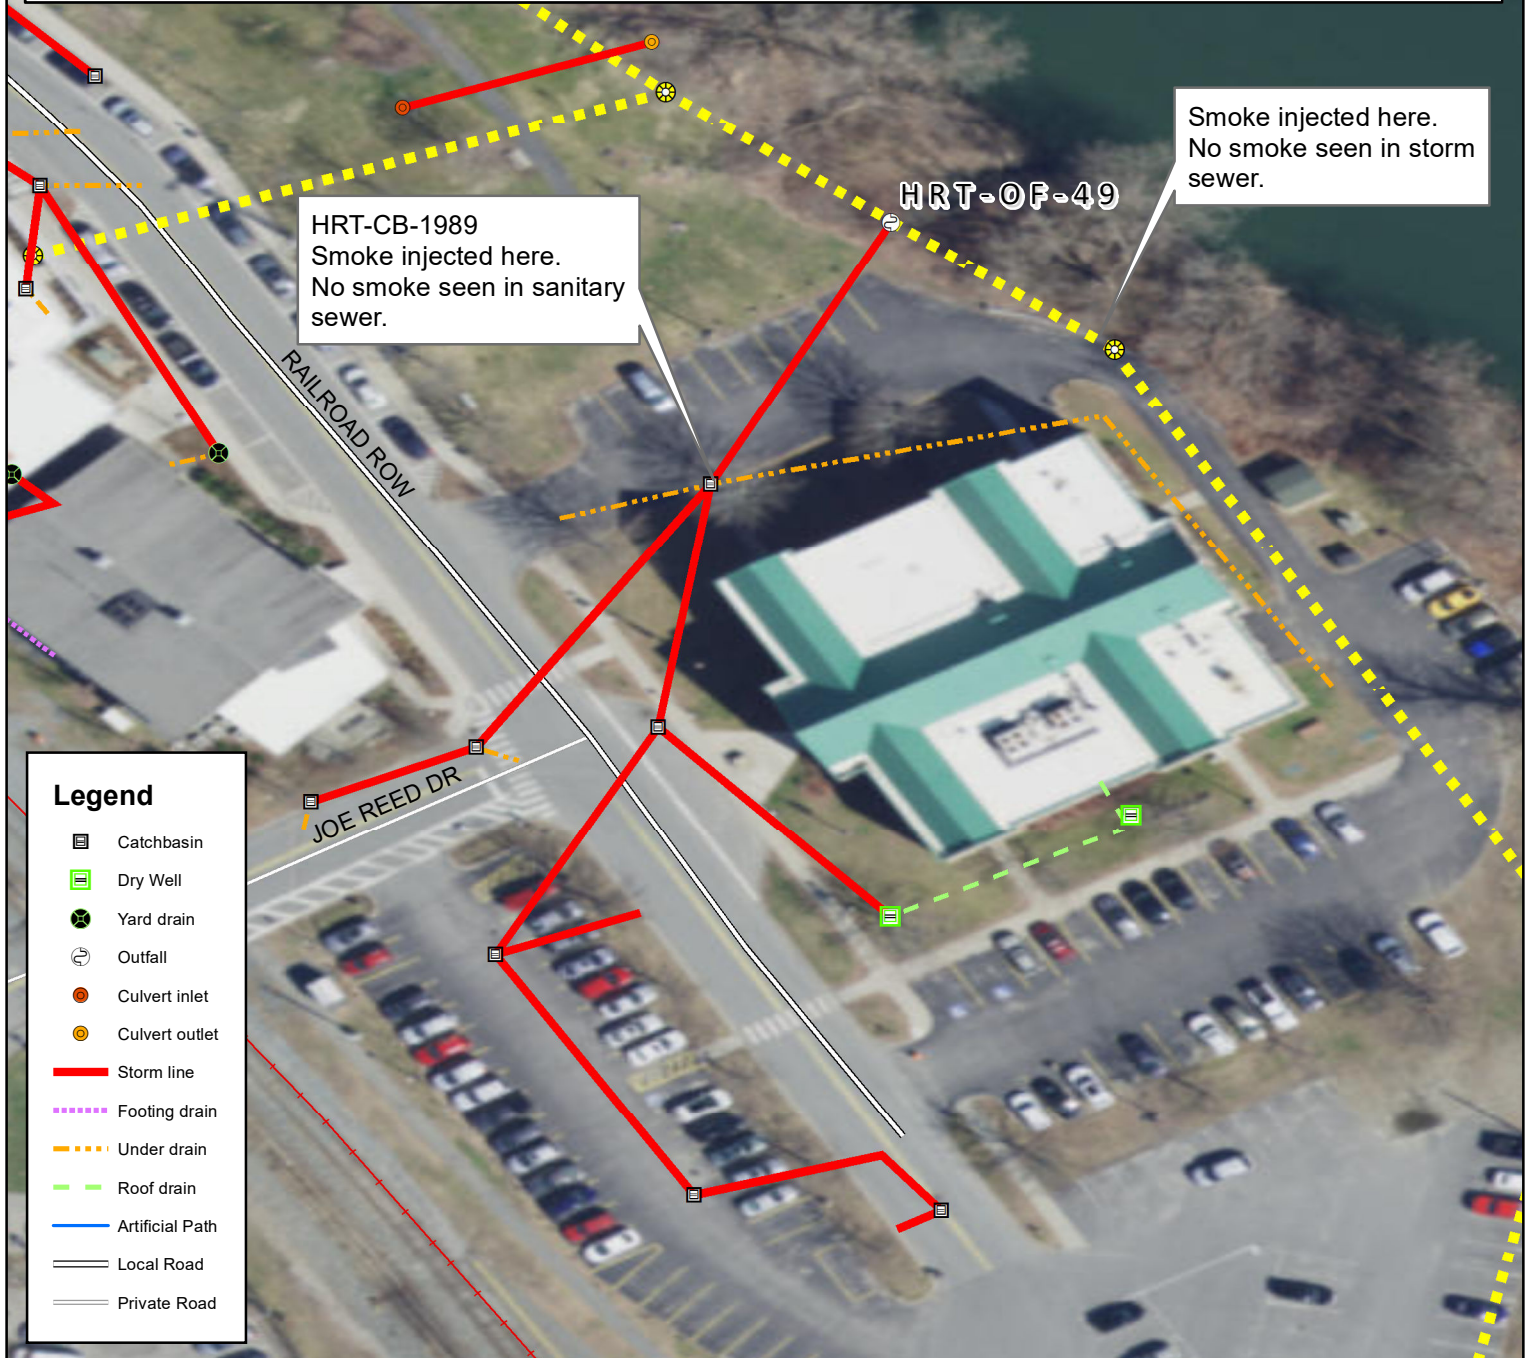 Smoke injected here.
No smoke seen in storm
sewer.
HRT-OF-49
HRT-CB-1989
Smoke injected here.
No smoke seen in sanitary
sewer.
RAILROAD ROW
JOE REED DR
Legend
Catchbasin
Dry Well
Yard drain
Outfall
Culvert inlet
Culvert outlet
Storm line
Footing drain
Under drain
Roof drain
Artificial Path
Local Road
Private Road